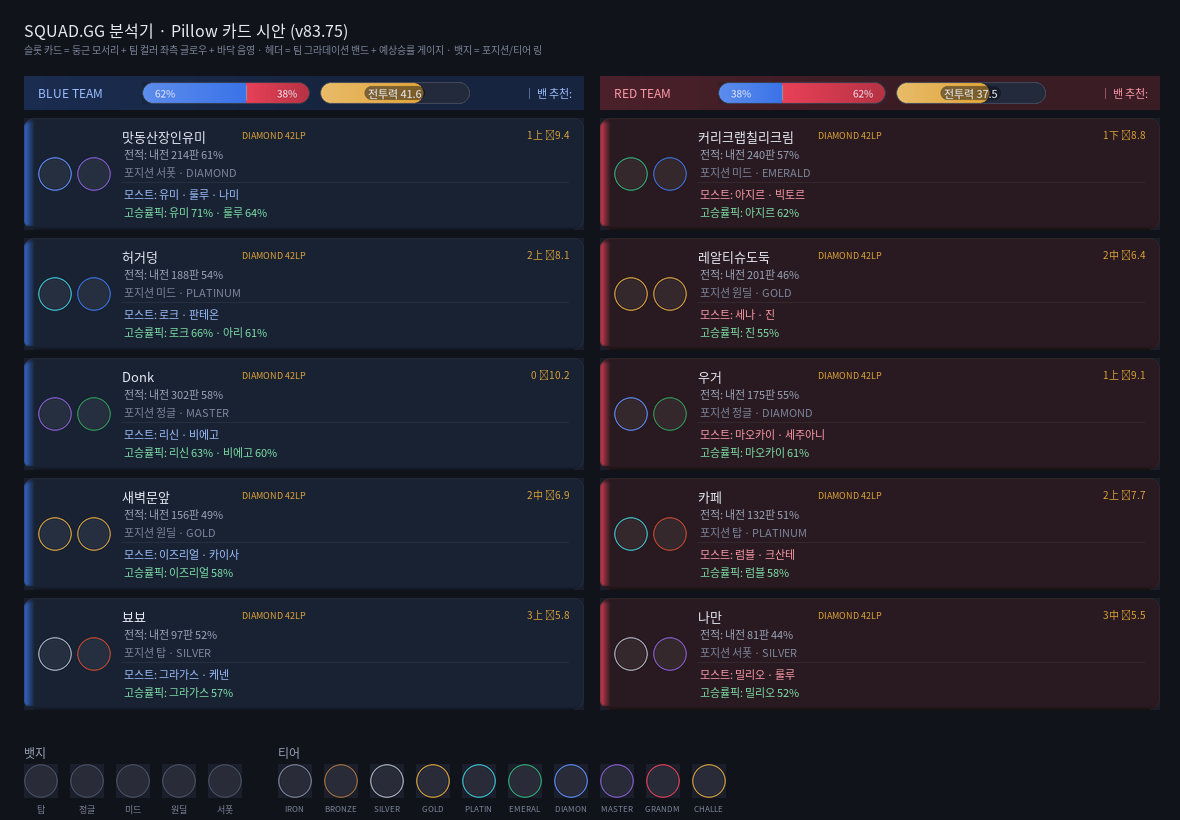 SQUAD.GG 분석기 · Pillow 카드 시안 (v83.75)
슬롯 카드 = 둥근 모서리 + 팀 컬러 좌측 글로우 + 바닥 음영 · 헤더 = 팀 그라데이션 밴드 + 예상승률 게이지 · 뱃지 = 포지션/티어 링
BLUE TEAM 62% 38% 전투력 41.6 | 밴 추천:
맛동산장인유미 DIAMOND 42LP 1上 9.4
전적: 내전 214판 61%
포지션 서폿 · DIAMOND
모스트: 유미 · 룰루 · 나미
고승률픽: 유미 71% · 룰루 64%
허거덩 DIAMOND 42LP 2上 8.1
전적: 내전 188판 54%
포지션 미드 · PLATINUM
모스트: 로크 · 판테온
고승률픽: 로크 66% · 아리 61%
Donk DIAMOND 42LP 0 10.2
전적: 내전 302판 58%
포지션 정글 · MASTER
모스트: 리신 · 비에고
고승률픽: 리신 63% · 비에고 60%
새벽문앞 DIAMOND 42LP 2中 6.9
전적: 내전 156판 49%
포지션 원딜 · GOLD
모스트: 이즈리얼 · 카이사
고승률픽: 이즈리얼 58%
뵤뵤 DIAMOND 42LP 3上 5.8
전적: 내전 97판 52%
포지션 탑 · SILVER
모스트: 그라가스 · 케넨
고승률픽: 그라가스 57%
RED TEAM 38% 62% 전투력 37.5 | 밴 추천:
커리크랩칠리크림 DIAMOND 42LP 1下 8.8
전적: 내전 240판 57%
포지션 미드 · EMERALD
모스트: 아지르 · 빅토르
고승률픽: 아지르 62%
레알티슈도둑 DIAMOND 42LP 2中 6.4
전적: 내전 201판 46%
포지션 원딜 · GOLD
모스트: 세나 · 진
고승률픽: 진 55%
우거 DIAMOND 42LP 1上 9.1
전적: 내전 175판 55%
포지션 정글 · DIAMOND
모스트: 마오카이 · 세주아니
고승률픽: 마오카이 61%
카페 DIAMOND 42LP 2上 7.7
전적: 내전 132판 51%
포지션 탑 · PLATINUM
모스트: 럼블 · 크산테
고승률픽: 럼블 58%
나만 DIAMOND 42LP 3中 5.5
전적: 내전 81판 44%
포지션 서폿 · SILVER
모스트: 밀리오 · 룰루
고승률픽: 밀리오 52%
뱃지
탑 정글 미드 원딜 서폿
티어
IRON BRONZE SILVER GOLD PLATIN EMERAL DIAMON MASTER GRANDM CHALLE